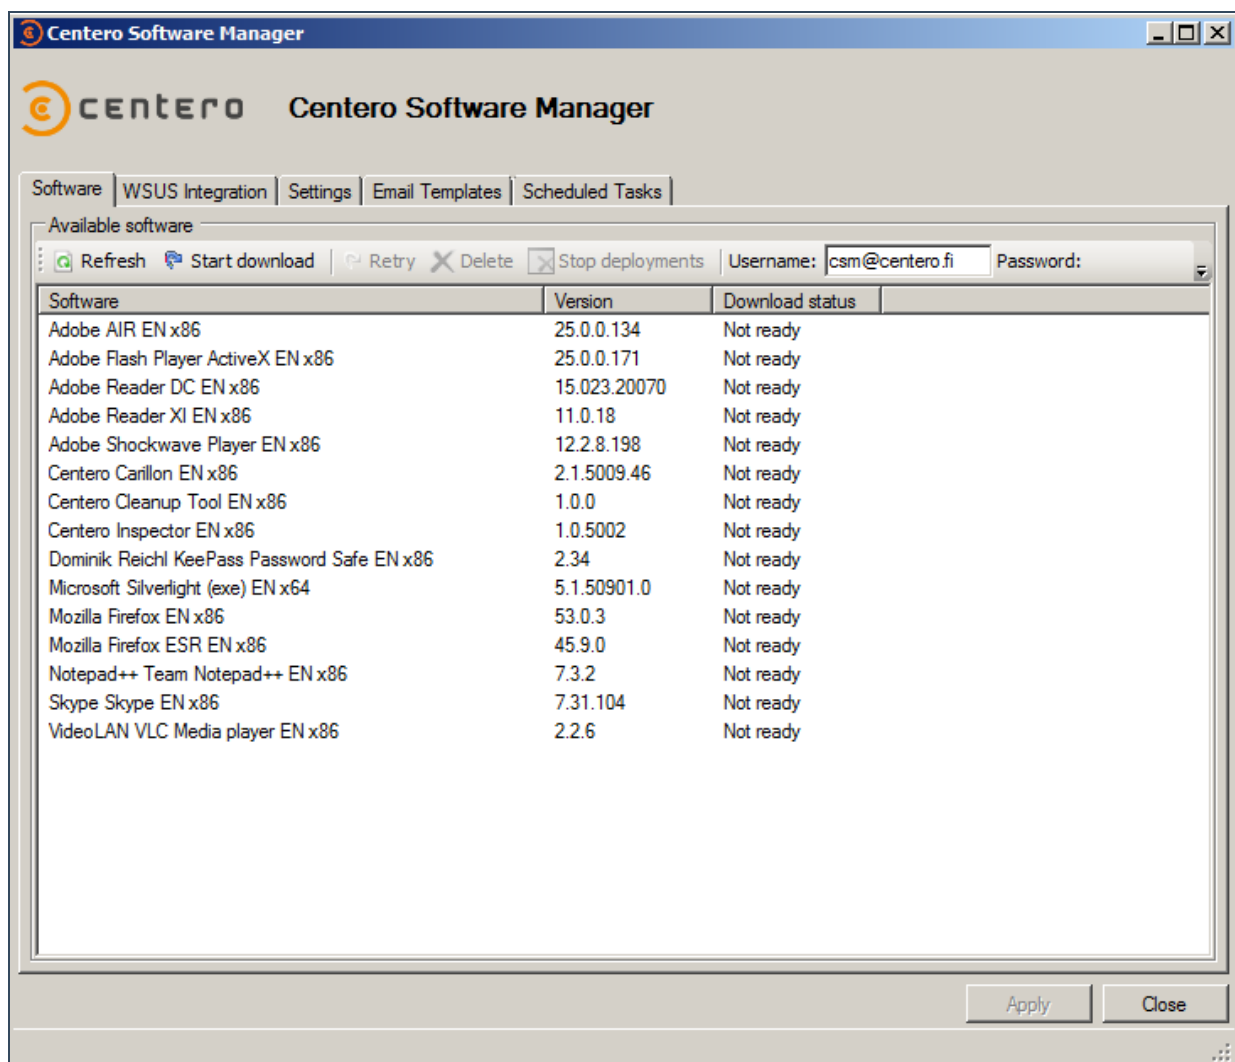 Centero Software Manager
centero Centero Software Manager
Software WSUS Integration Settings Email Templates Scheduled Tasks
Available software
Refresh Start download Retry Delete Stop deployments Username: csm@centero.fi Password:
Software Version Download status
Adobe AIR EN x86 25.0.0.134 Not ready
Adobe Flash Player ActiveX EN x86 25.0.0.171 Not ready
Adobe Reader DC EN x86 15.023.20070 Not ready
Adobe Reader XI EN x86 11.0.18 Not ready
Adobe Shockwave Player EN x86 12.2.8.198 Not ready
Centero Carillon EN x86 2.1.5009.46 Not ready
Centero Cleanup Tool EN x86 1.0.0 Not ready
Centero Inspector EN x86 1.0.5002 Not ready
Dominik Reichl KeePass Password Safe EN x86 2.34 Not ready
Microsoft Silverlight (exe) EN x64 5.1.50901.0 Not ready
Mozilla Firefox EN x86 53.0.3 Not ready
Mozilla Firefox ESR EN x86 45.9.0 Not ready
Notepad++ Team Notepad++ EN x86 7.3.2 Not ready
Skype Skype EN x86 7.31.104 Not ready
VideoLAN VLC Media player EN x86 2.2.6 Not ready
Apply Close